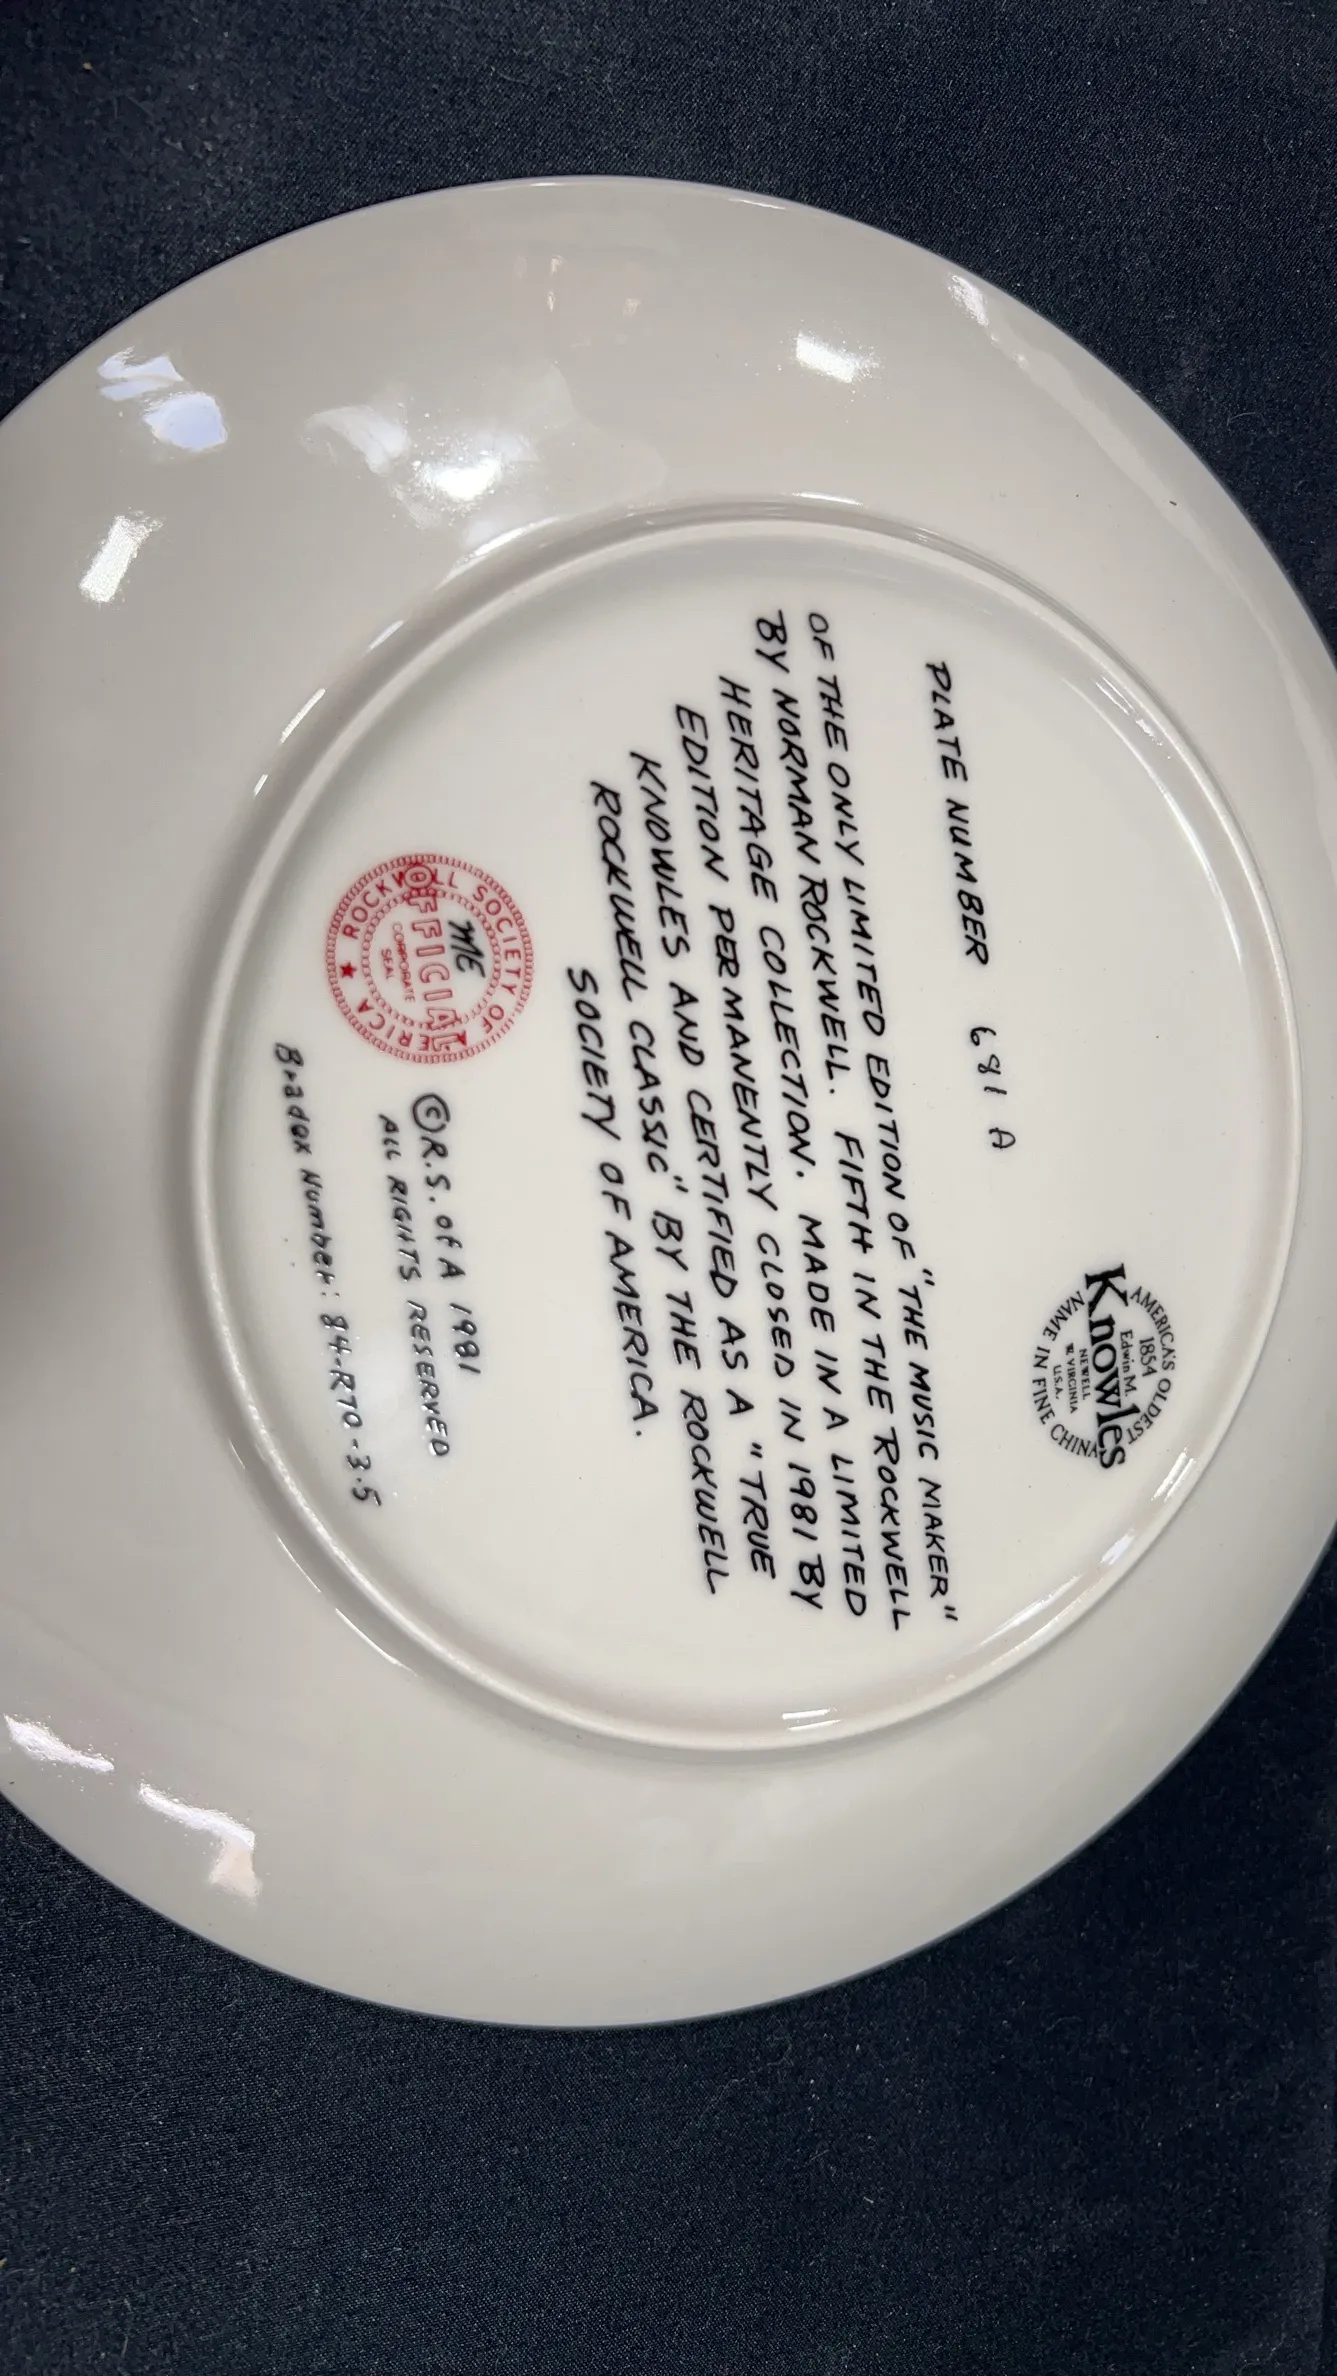 AMERICA'S OLDEST
1854
Edwin M.
Knowles
NEWELL
W. VIRGINIA
U.S.A.
NAME IN FINE CHINA
PLATE NUMBER 681 A
OF THE ONLY LIMITED EDITION OF "THE MUSIC MAKER"
BY NORMAN ROCKWELL. FIFTH IN THE ROCKWELL
HERITAGE COLLECTION. MADE IN A LIMITED
EDITION PERMANENTLY CLOSED IN 1981 BY
KNOWLES AND CERTIFIED AS A "TRUE
ROCKWELL CLASSIC" BY THE ROCKWELL
SOCIETY OF AMERICA.
ROCKWELL SOCIETY OF AMERICA
ME
OFFICIAL
CORPORATE
SEAL
© R.S. of A 1981
ALL RIGHTS RESERVED
Bradex Number: 84-R70-3.5